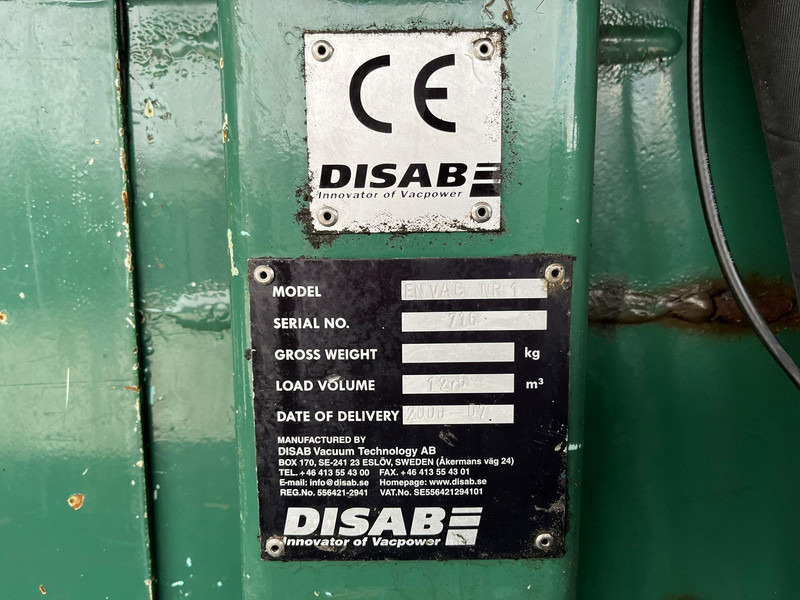 CE
DISAB
Innovator of Vacpower
MODEL ENVAC NR 1
SERIAL NO.
GROSS WEIGHT kg
LOAD VOLUME m³
DATE OF DELIVERY
MANUFACTURED BY
DISAB Vacuum Technology AB
BOX 170, SE-241 23 ESLÖV, SWEDEN (Åkermans väg 24)
TEL. +46 413 55 43 00 FAX. +46 413 55 43 01
E-mail: info@disab.se Homepage: www.disab.se
REG.No. 556421-2941 VAT.No. SE556421294101
DISAB
Innovator of Vacpower